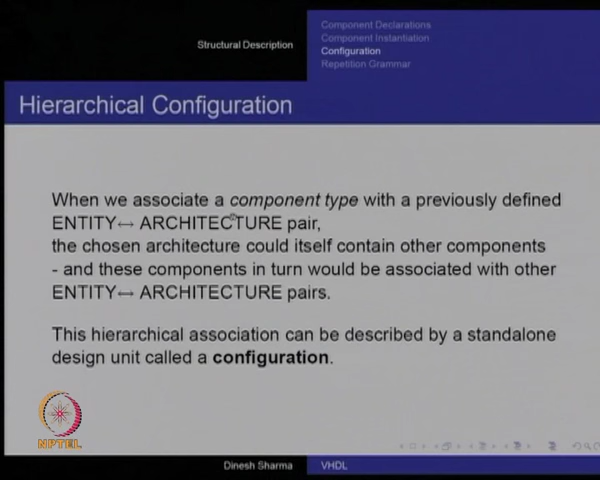 Structural Description
Component Declarations
Component Instantiation
Configuration
Repetition Grammar
Hierarchical Configuration
When we associate a component type with a previously defined
ENTITY↔ ARCHITECTURE pair,
the chosen architecture could itself contain other components
- and these components in turn would be associated with other
ENTITY↔ ARCHITECTURE pairs.
This hierarchical association can be described by a standalone
design unit called a configuration.
NPTEL
Dinesh Sharma
VHDL